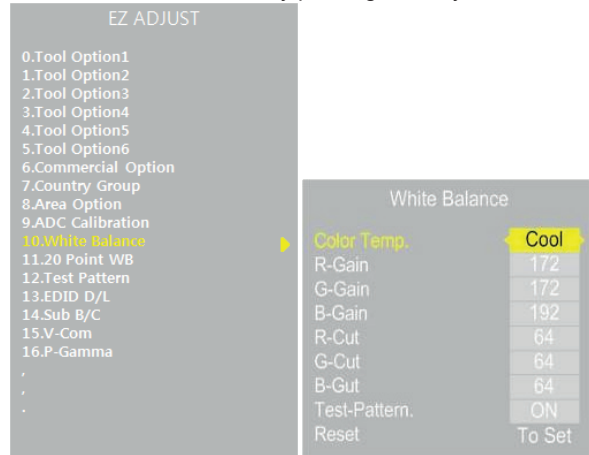 EZ ADJUST
0.Tool Option1
1.Tool Option2
2.Tool Option3
3.Tool Option4
4.Tool Option5
5.Tool Option6
6.Commercial Option
7.Country Group
8.Area Option
9.ADC Calibration
10.White Balance
11.20 Point WB
12.Test Pattern
13.EDID D/L
14.Sub B/C
15.V-Com
16.P-Gamma
,
,
.
White Balance
Color Temp. Cool
R-Gain 172
G-Gain 172
B-Gain 192
R-Cut 64
G-Cut 64
B-Gut 64
Test-Pattern. ON
Reset To Set